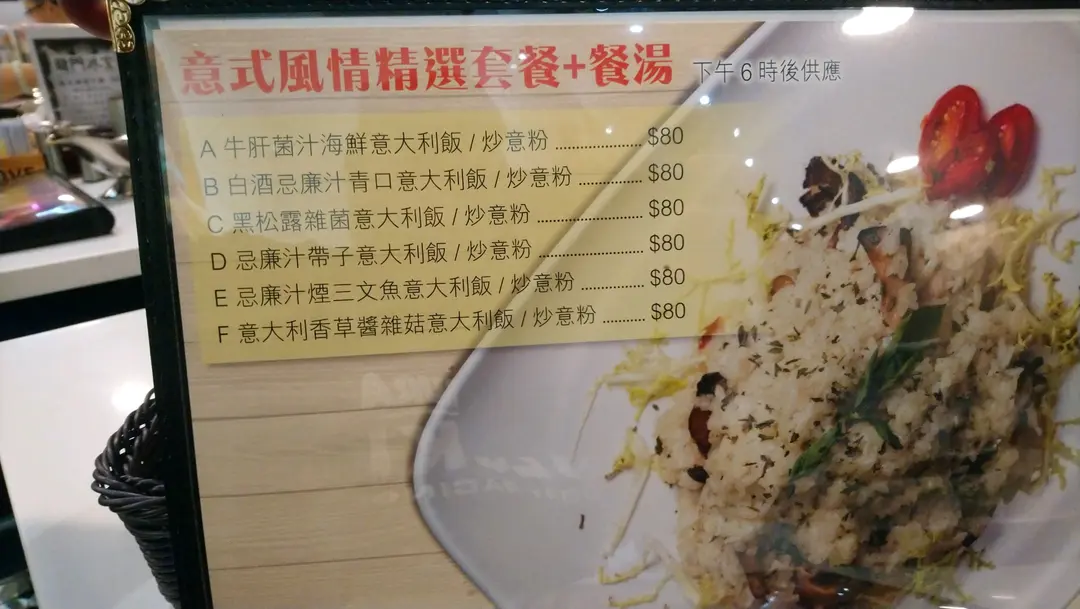 意式風情精選套餐+餐湯 下午6時後供應
A 牛肝菌汁海鮮意大利飯 / 炒意粉 .................. $80
B 白酒忌廉汁青口意大利飯 / 炒意粉 ............. $80
C 黑松露雜菌意大利飯 / 炒意粉 ...................... $80
D 忌廉汁帶子意大利飯 / 炒意粉 ...................... $80
E 忌廉汁煙三文魚意大利飯 / 炒意粉 ............. $80
F 意大利香草醬雜菇意大利飯 / 炒意粉 ......... $80